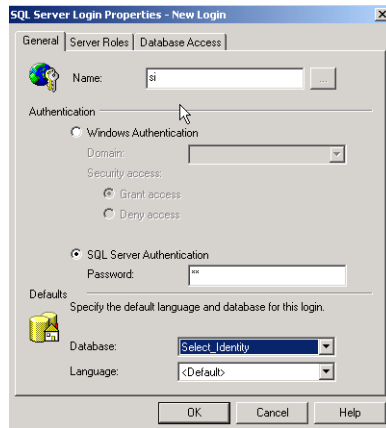 SQL Server Login Properties - New Login
General Server Roles Database Access
Name: si ...
Authentication
Windows Authentication
Domain:
Security access:
Grant access
Deny access
SQL Server Authentication
Password: **
Defaults
Specify the default language and database for this login.
Database: Select_Identity
Language: <Default>
OK Cancel Help